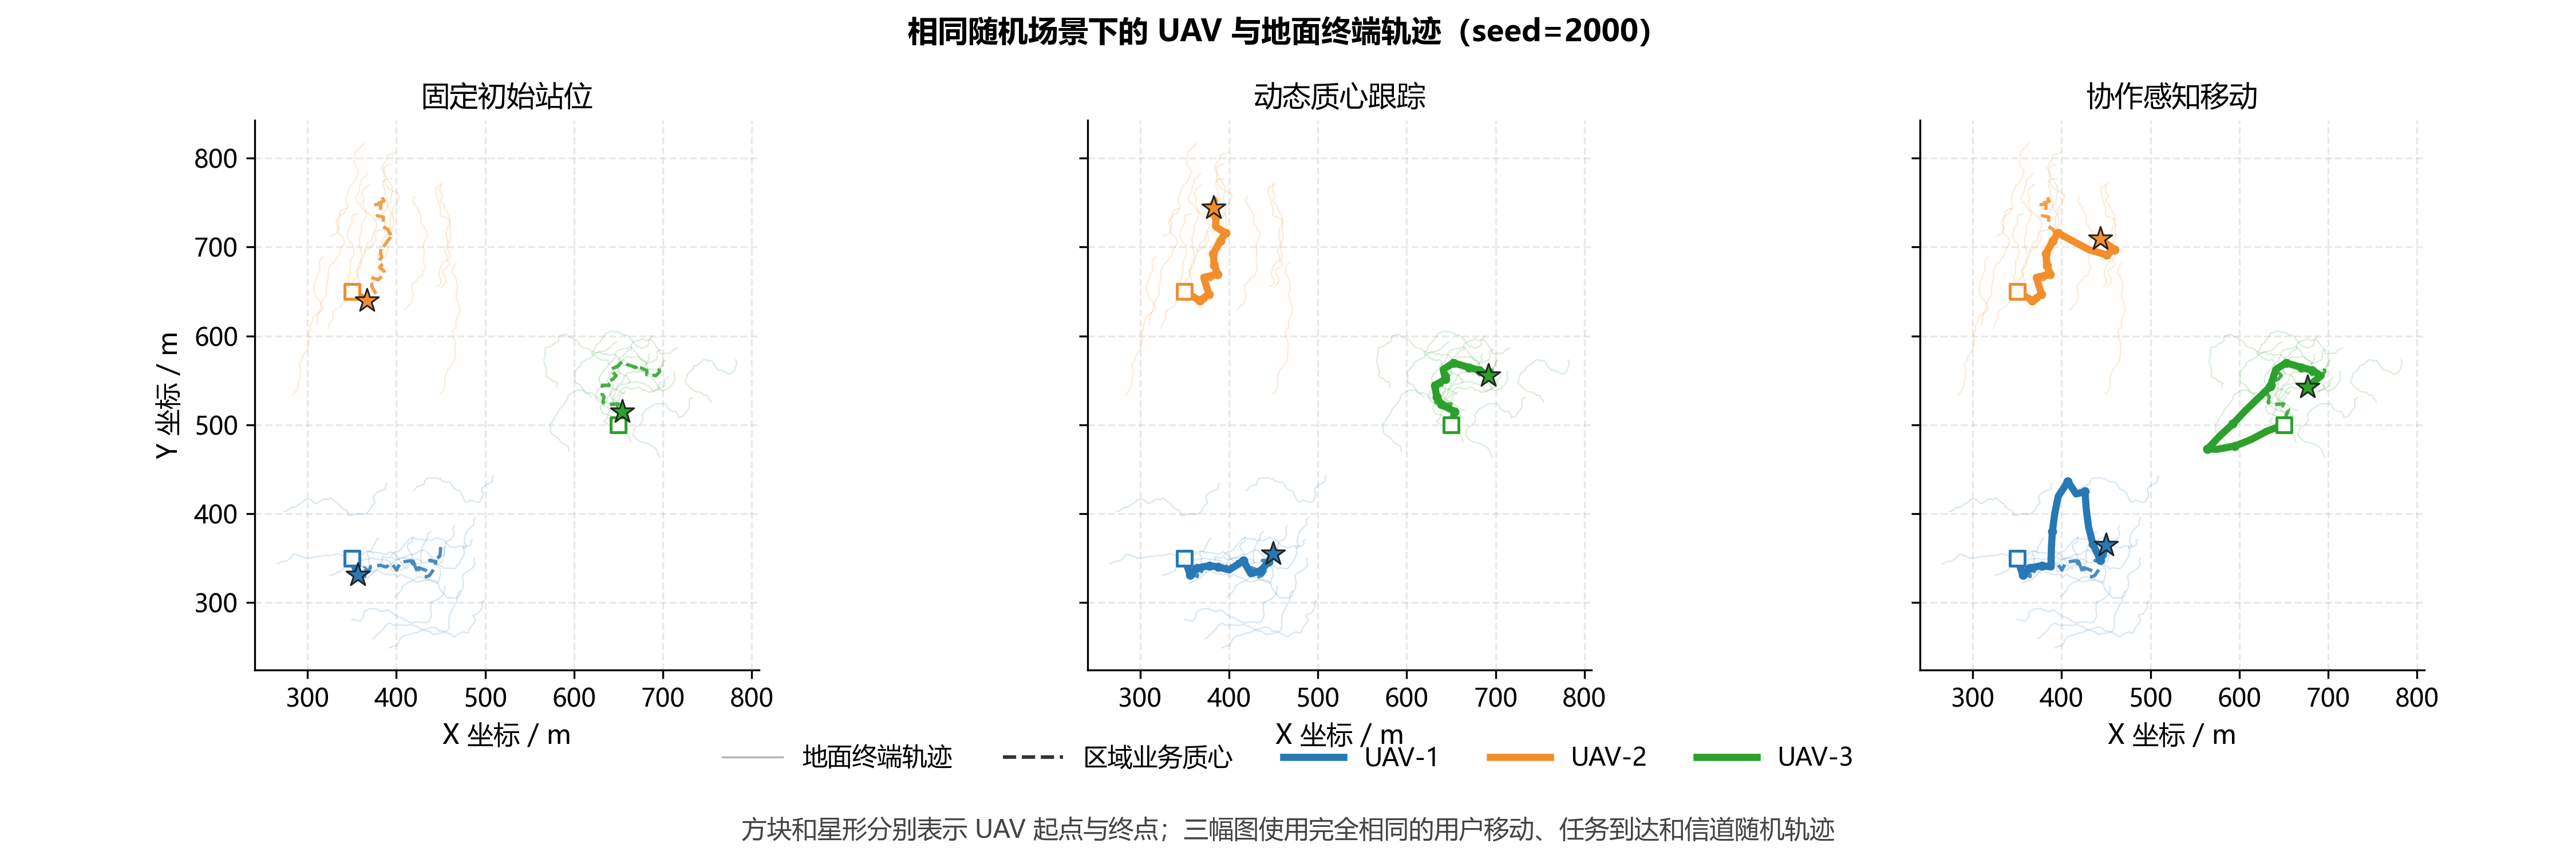 相同随机场景下的 UAV 与地面终端轨迹（seed=2000）
固定初始站位
动态质心跟踪
协作感知移动
Y 坐标 / m
800
700
600
500
400
300
300 400 500 600 700 800
300 400 500 600 700 800
300 400 500 600 700 800
X 坐标 / m
X 坐标 / m
X 坐标 / m
地面终端轨迹 区域业务质心 UAV-1 UAV-2 UAV-3
方块和星形分别表示 UAV 起点与终点；三幅图使用完全相同的用户移动、任务到达和信道随机轨迹